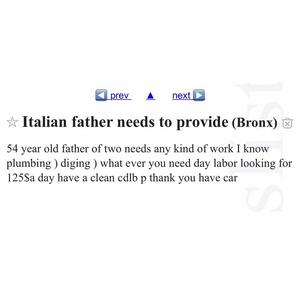 prev ▲ next
☆ Italian father needs to provide (Bronx)
54 year old father of two needs any kind of work I know
plumbing ) diging ) what ever you need day labor looking for
125$a day have a clean cdlb p thank you have car